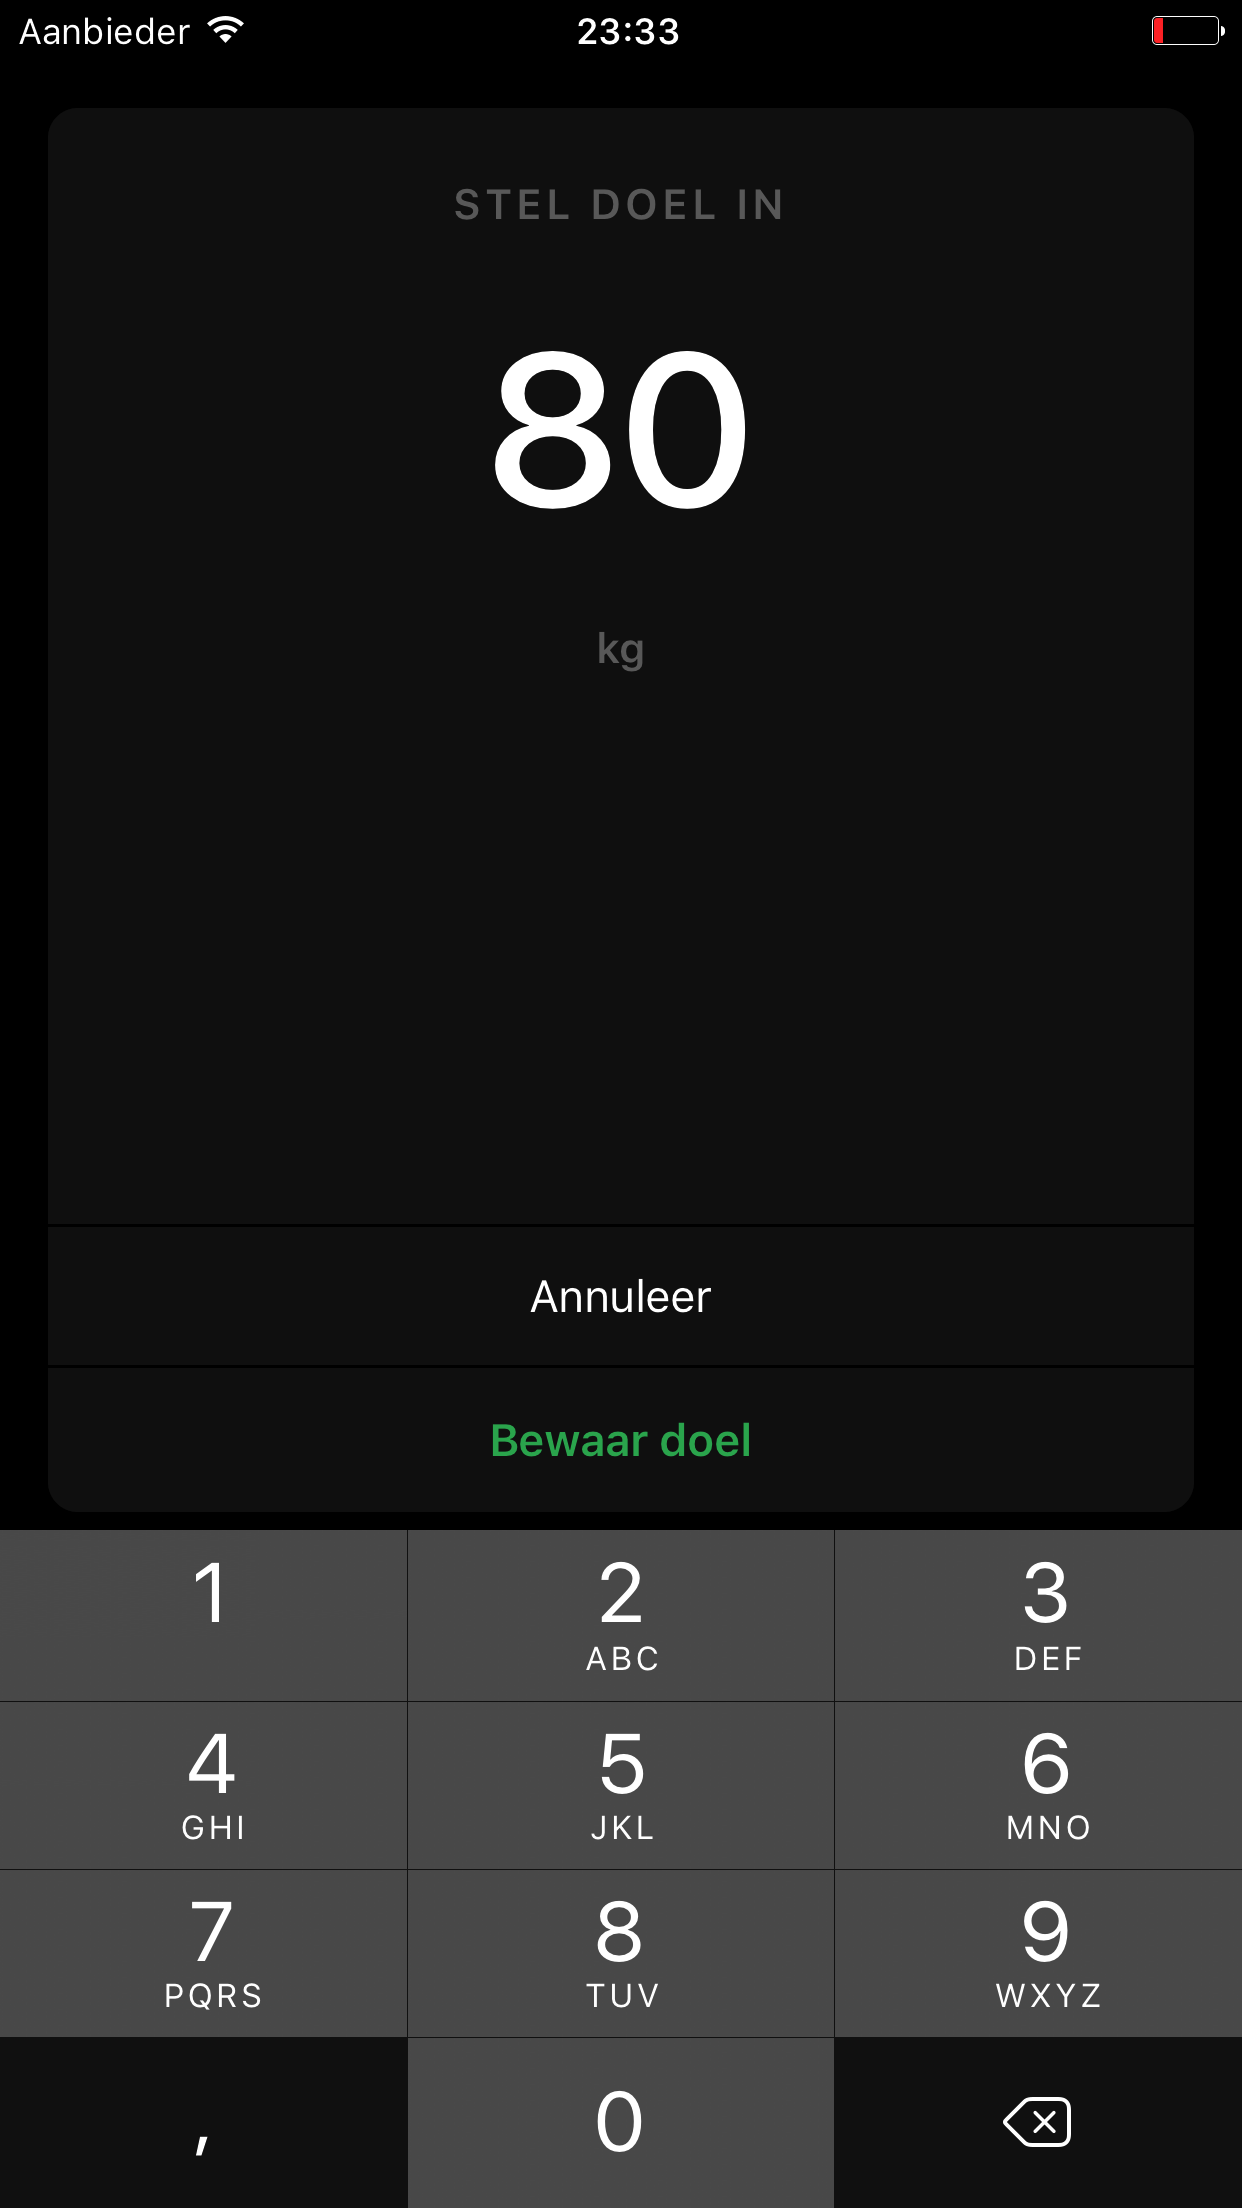 Aanbieder 23:33
STEL DOEL IN
80
kg
Annuleer
Bewaar doel
1 2 3
ABC DEF
4 5 6
GHI JKL MNO
7 8 9
PQRS TUV WXYZ
, 0